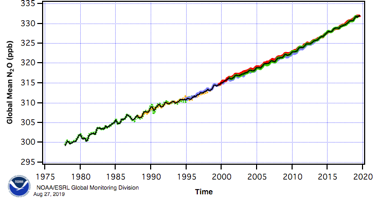 335
330
325
320
315
310
305
300
295
Global Mean N₂O (ppb)
1975 1980 1985 1990 1995 2000 2005 2010 2015 2020
Time
NOAA
NOAA/ESRL Global Monitoring Division
Aug 27, 2019